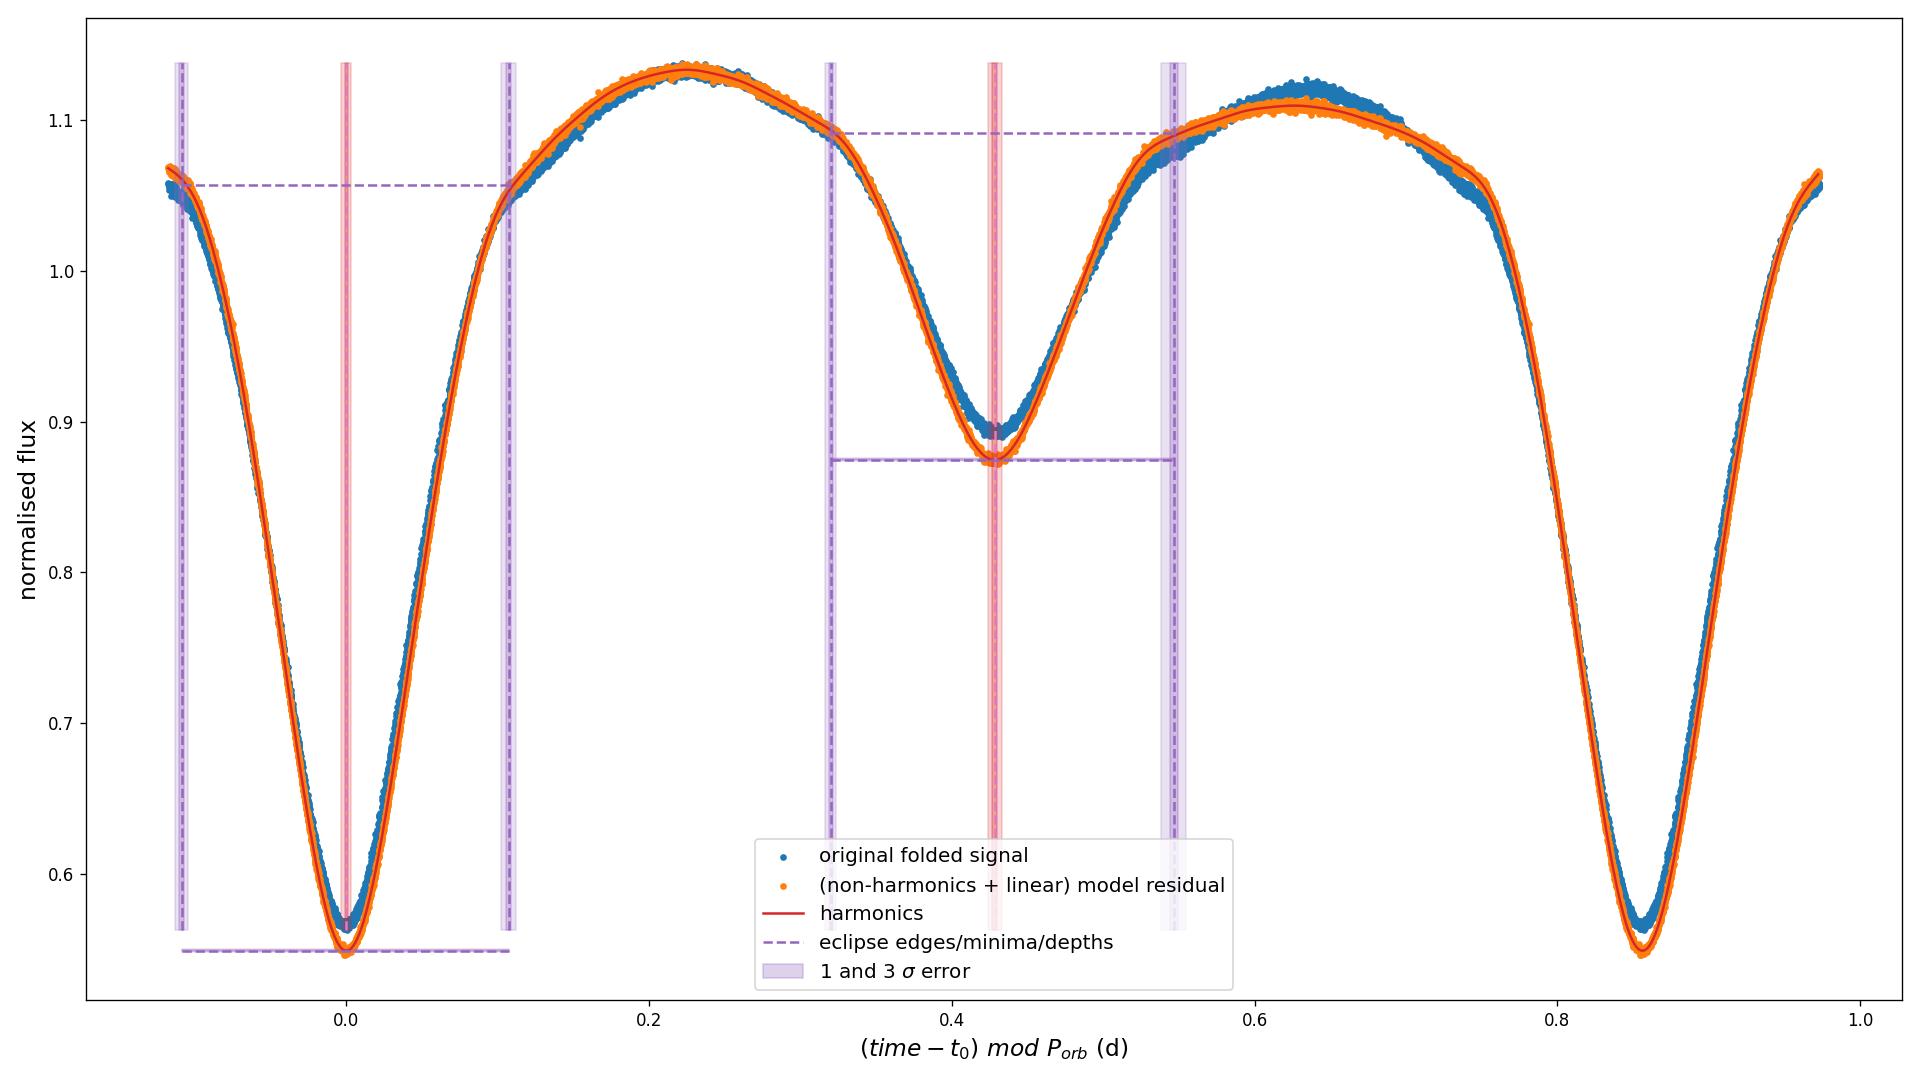 normalised flux
1.1
1.0
0.9
0.8
0.7
0.6
original folded signal
(non-harmonics + linear) model residual
harmonics
eclipse edges/minima/depths
1 and 3 σ error
0.0 0.2 0.4 0.6 0.8 1.0
(time − t₀) mod Pₒᵣb (d)